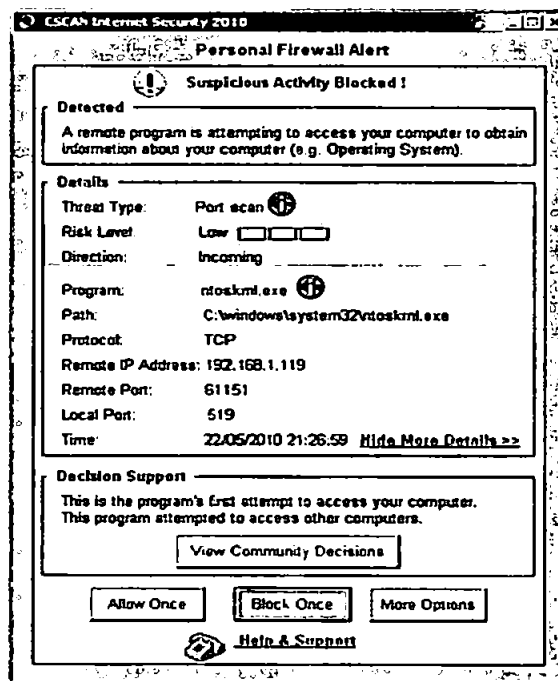 CSCAN Internet Security 2010
Personal Firewall Alert
Suspicious Activity Blocked !
Detected
A remote program is attempting to access your computer to obtain
information about your computer (e.g. Operating System).
Details
Threat Type: Port scan
Risk Level: Low
Direction: Incoming
Program: ntoskrnl.exe
Path: C:\windows\system32\ntoskrnl.exe
Protocol: TCP
Remote IP Address: 192.168.1.119
Remote Port: 61151
Local Port: 519
Time: 22/05/2010 21:26:59 Hide More Details >>
Decision Support
This is the program's first attempt to access your computer.
This program attempted to access other computers.
View Community Decisions
Allow Once Block Once More Options
Help & Support